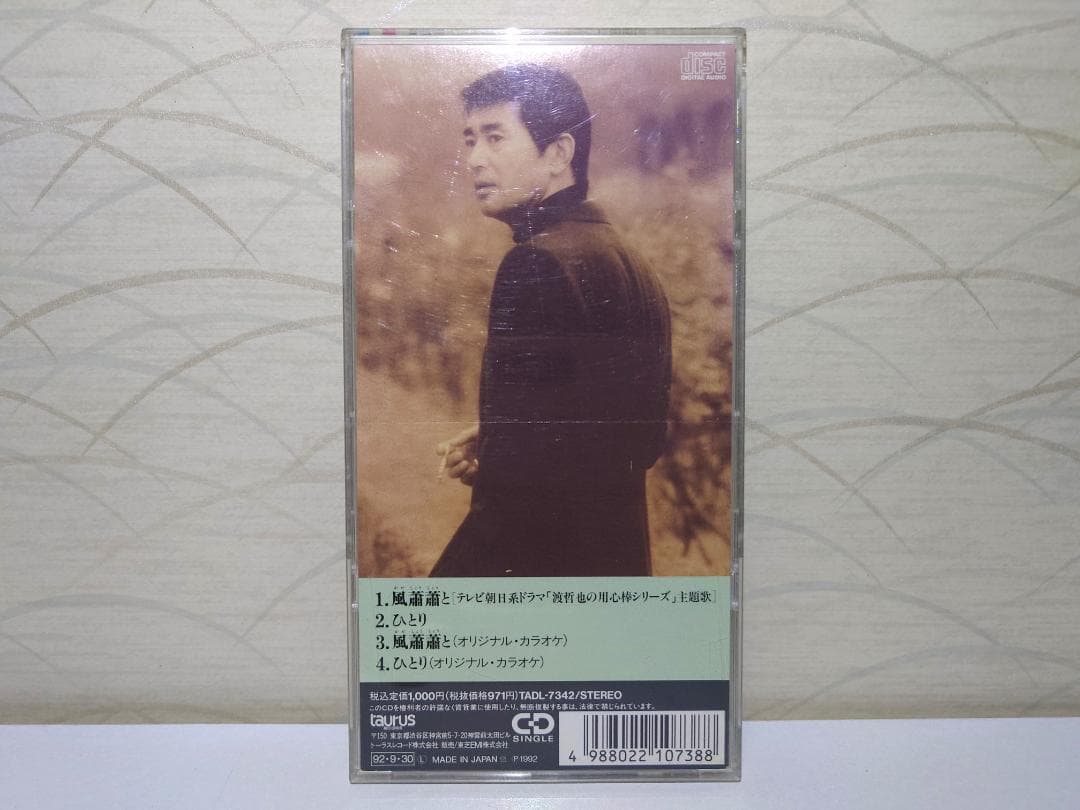 COMPACT
disc
DIGITAL AUDIO
1.風蕭蕭と[テレビ朝日系ドラマ「渡哲也の用心棒シリーズ」主題歌]
2.ひとり
3.風蕭蕭と(オリジナル・カラオケ)
4.ひとり(オリジナル・カラオケ)
税込定価1,000円(税抜価格971円)TADL-7342/STEREO
このCDを権利者の許諾なく賃貸業に使用したり、無断複製する事は、法律で禁じられています。
taurus
〒150 東京都渋谷区神宮前5-7-20神宮前太田ビル
トーラスレコード株式会社 販売/東芝EMI株式会社
92・9・30 L MADE IN JAPAN P1992
CD
SINGLE
4 988022 107388